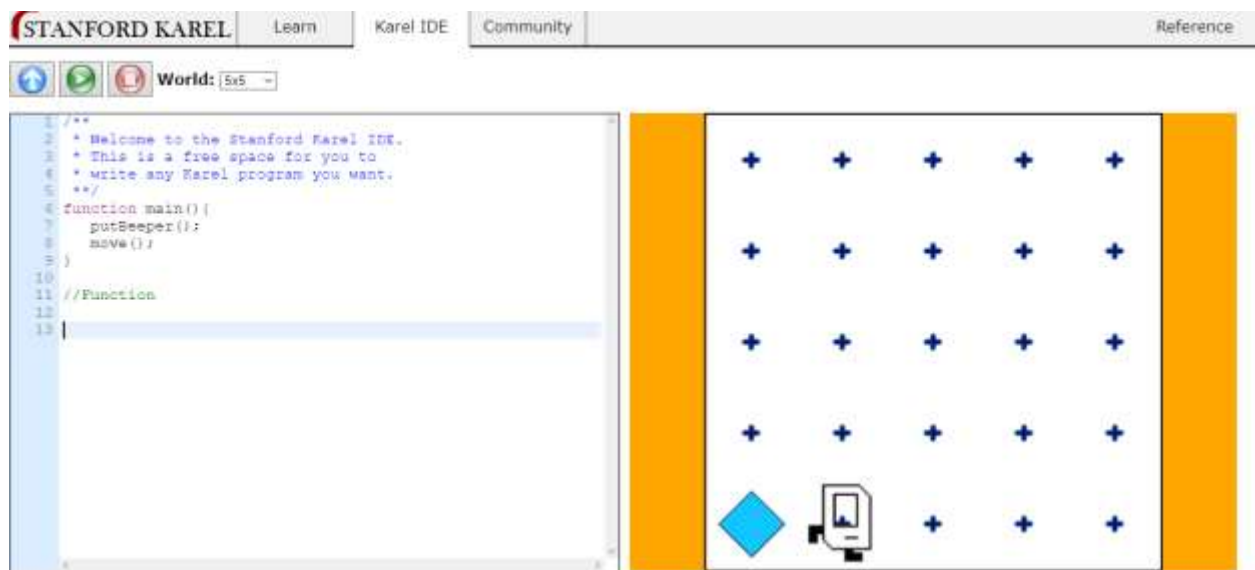 STANFORD KAREL Learn Karel IDE Community Reference
World: 5x5
1 /**
2 * Welcome to the Stanford Karel IDE.
3 * This is a free space for you to
4 * write any Karel program you want.
5 **/
6 function main(){
7 putBeeper();
8 move();
9 }
10
11 //Function
12
13